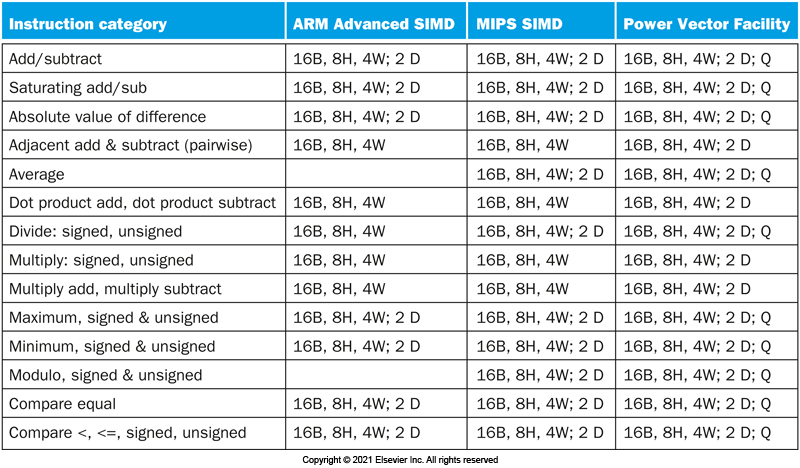 Instruction category ARM Advanced SIMD MIPS SIMD Power Vector Facility
Add/subtract 16B, 8H, 4W; 2 D 16B, 8H, 4W; 2 D 16B, 8H, 4W; 2 D; Q
Saturating add/sub 16B, 8H, 4W; 2 D 16B, 8H, 4W; 2 D 16B, 8H, 4W; 2 D; Q
Absolute value of difference 16B, 8H, 4W; 2 D 16B, 8H, 4W; 2 D 16B, 8H, 4W; 2 D; Q
Adjacent add & subtract (pairwise) 16B, 8H, 4W 16B, 8H, 4W 16B, 8H, 4W; 2 D
Average 16B, 8H, 4W; 2 D 16B, 8H, 4W; 2 D; Q
Dot product add, dot product subtract 16B, 8H, 4W 16B, 8H, 4W 16B, 8H, 4W; 2 D
Divide: signed, unsigned 16B, 8H, 4W 16B, 8H, 4W; 2 D 16B, 8H, 4W; 2 D; Q
Multiply: signed, unsigned 16B, 8H, 4W 16B, 8H, 4W 16B, 8H, 4W; 2 D
Multiply add, multiply subtract 16B, 8H, 4W 16B, 8H, 4W 16B, 8H, 4W; 2 D
Maximum, signed & unsigned 16B, 8H, 4W; 2 D 16B, 8H, 4W; 2 D 16B, 8H, 4W; 2 D; Q
Minimum, signed & unsigned 16B, 8H, 4W; 2 D 16B, 8H, 4W; 2 D 16B, 8H, 4W; 2 D; Q
Modulo, signed & unsigned 16B, 8H, 4W; 2 D 16B, 8H, 4W; 2 D; Q
Compare equal 16B, 8H, 4W; 2 D 16B, 8H, 4W; 2 D 16B, 8H, 4W; 2 D; Q
Compare <, <=, signed, unsigned 16B, 8H, 4W; 2 D 16B, 8H, 4W; 2 D 16B, 8H, 4W; 2 D; Q
Copyright © 2021 Elsevier Inc. All rights reserved